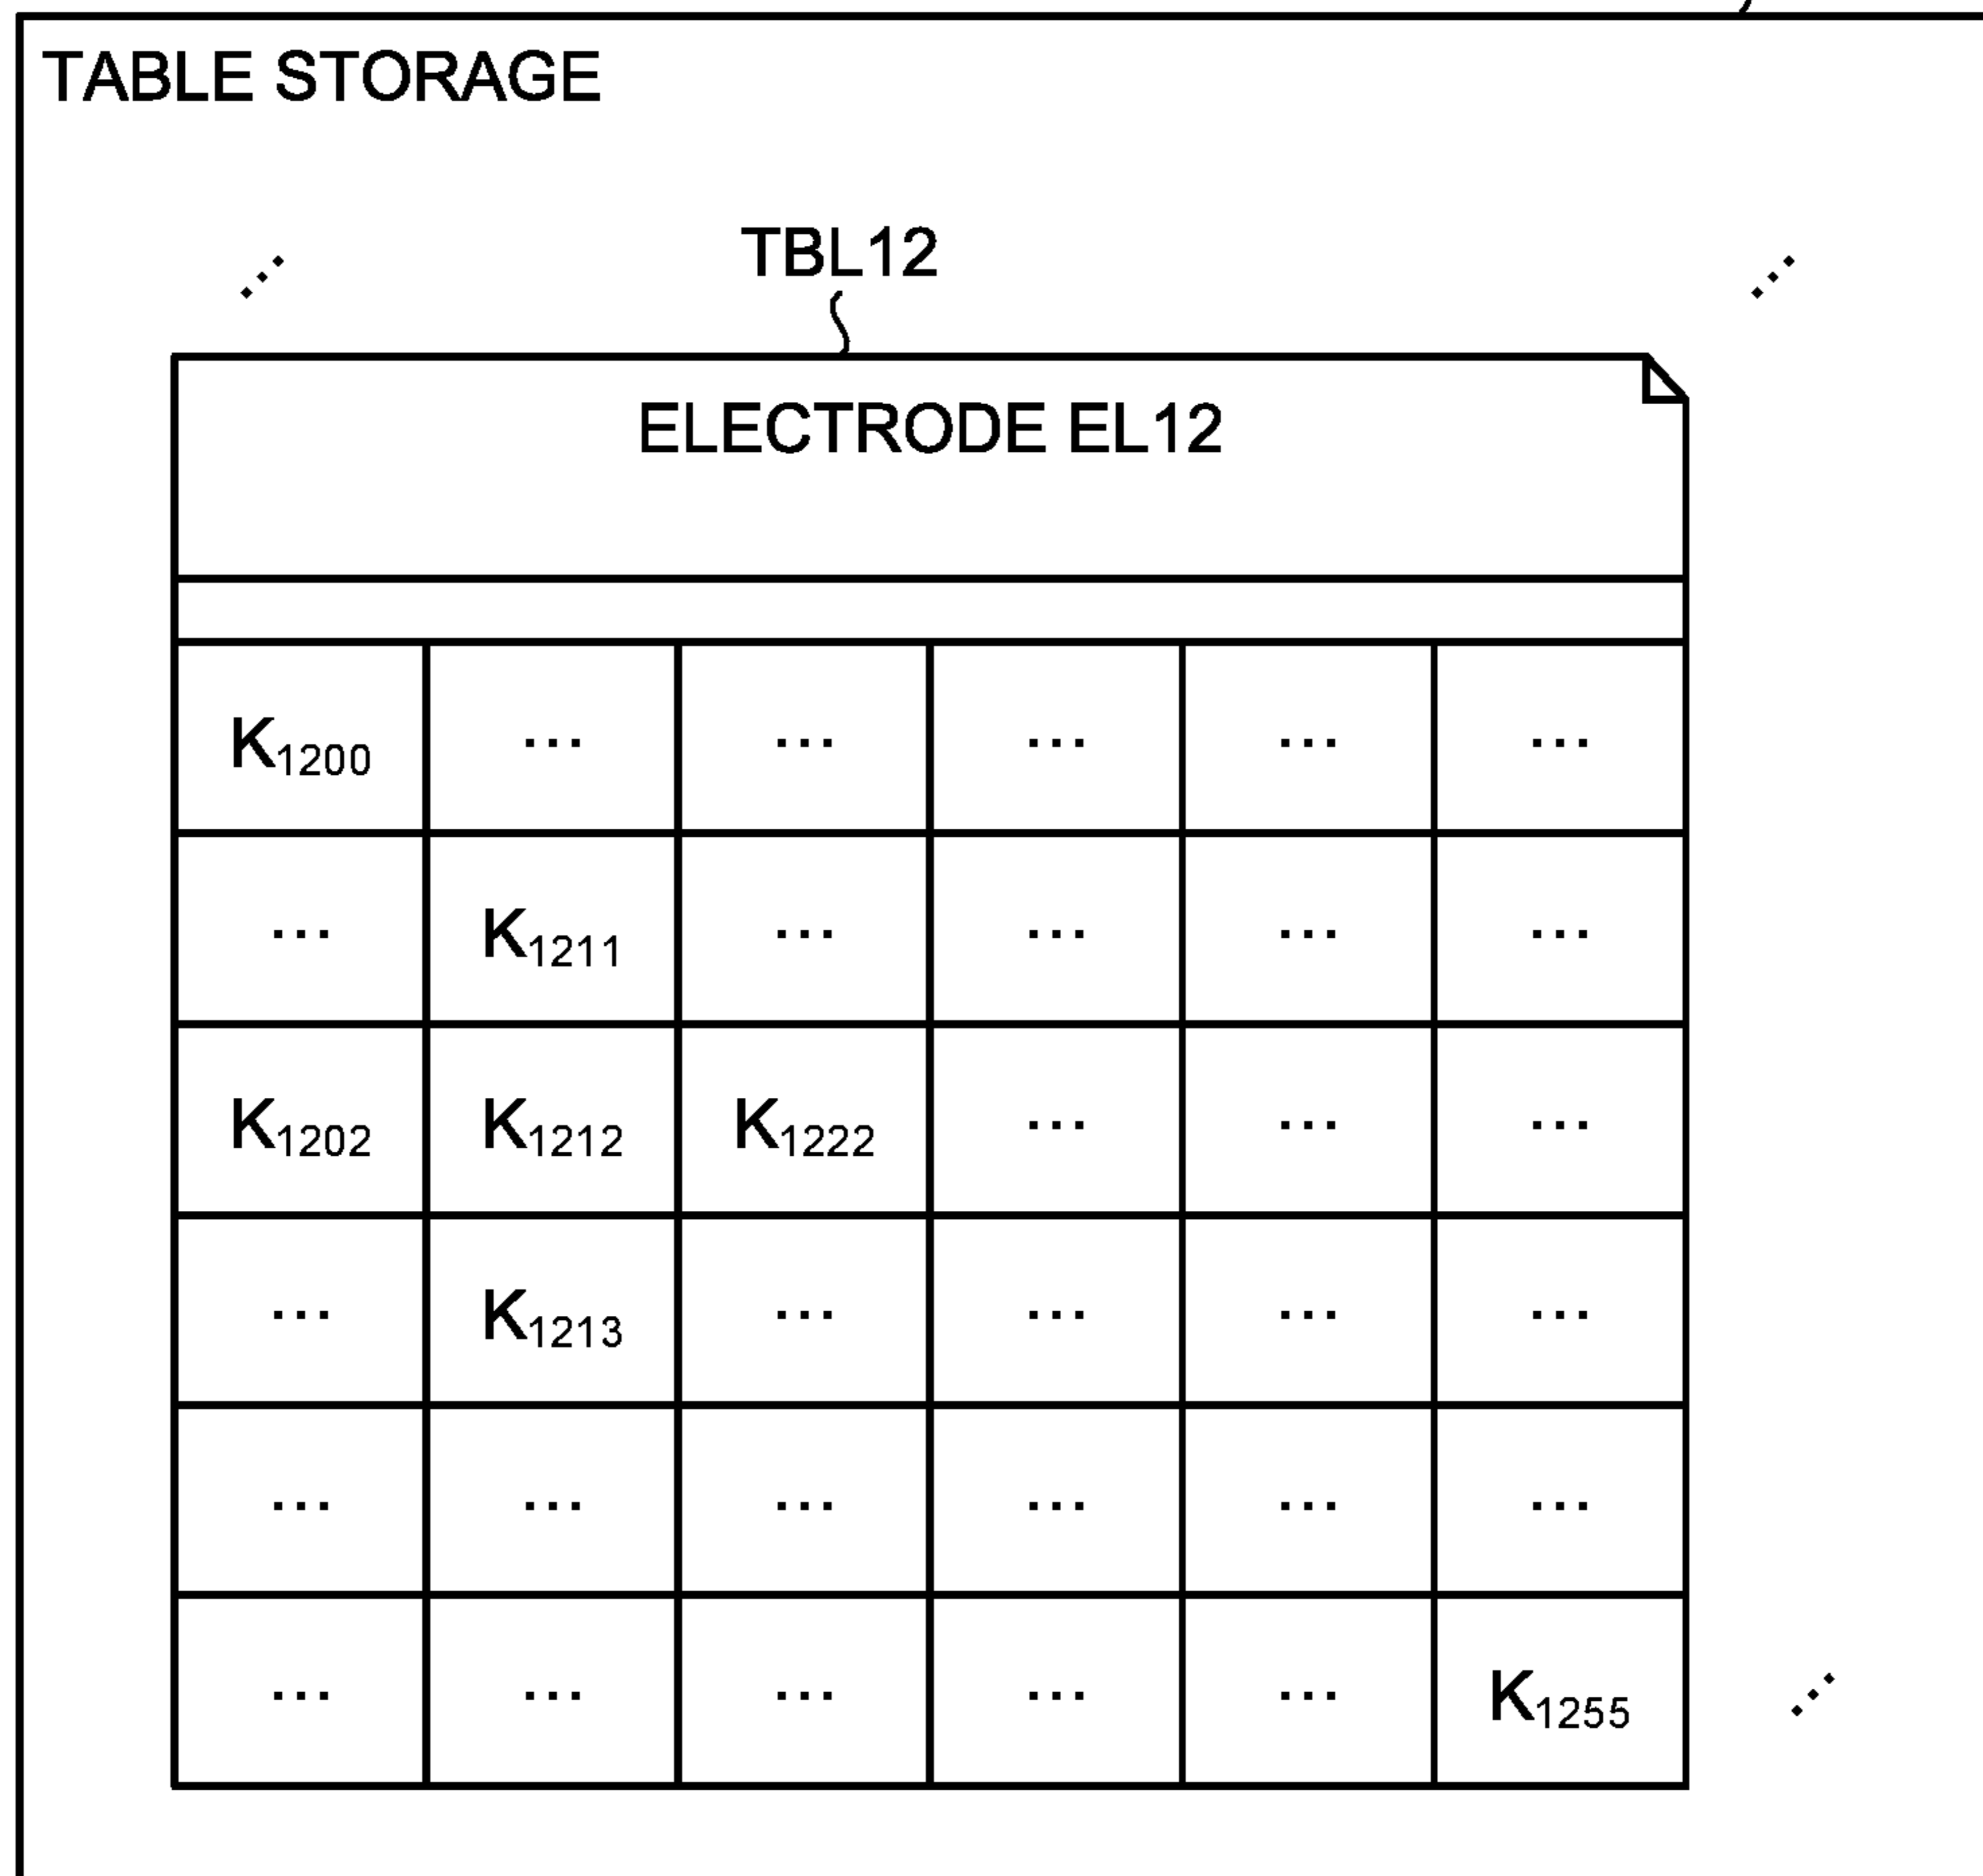 TABLE STORAGE
TBL12
ELECTRODE EL12
K1200 ... ... ... ... ...
... K1211 ... ... ... ...
K1202 K1212 K1222 ... ... ...
... K1213 ... ... ... ...
... ... ... ... ... ...
... ... ... ... ... K1255